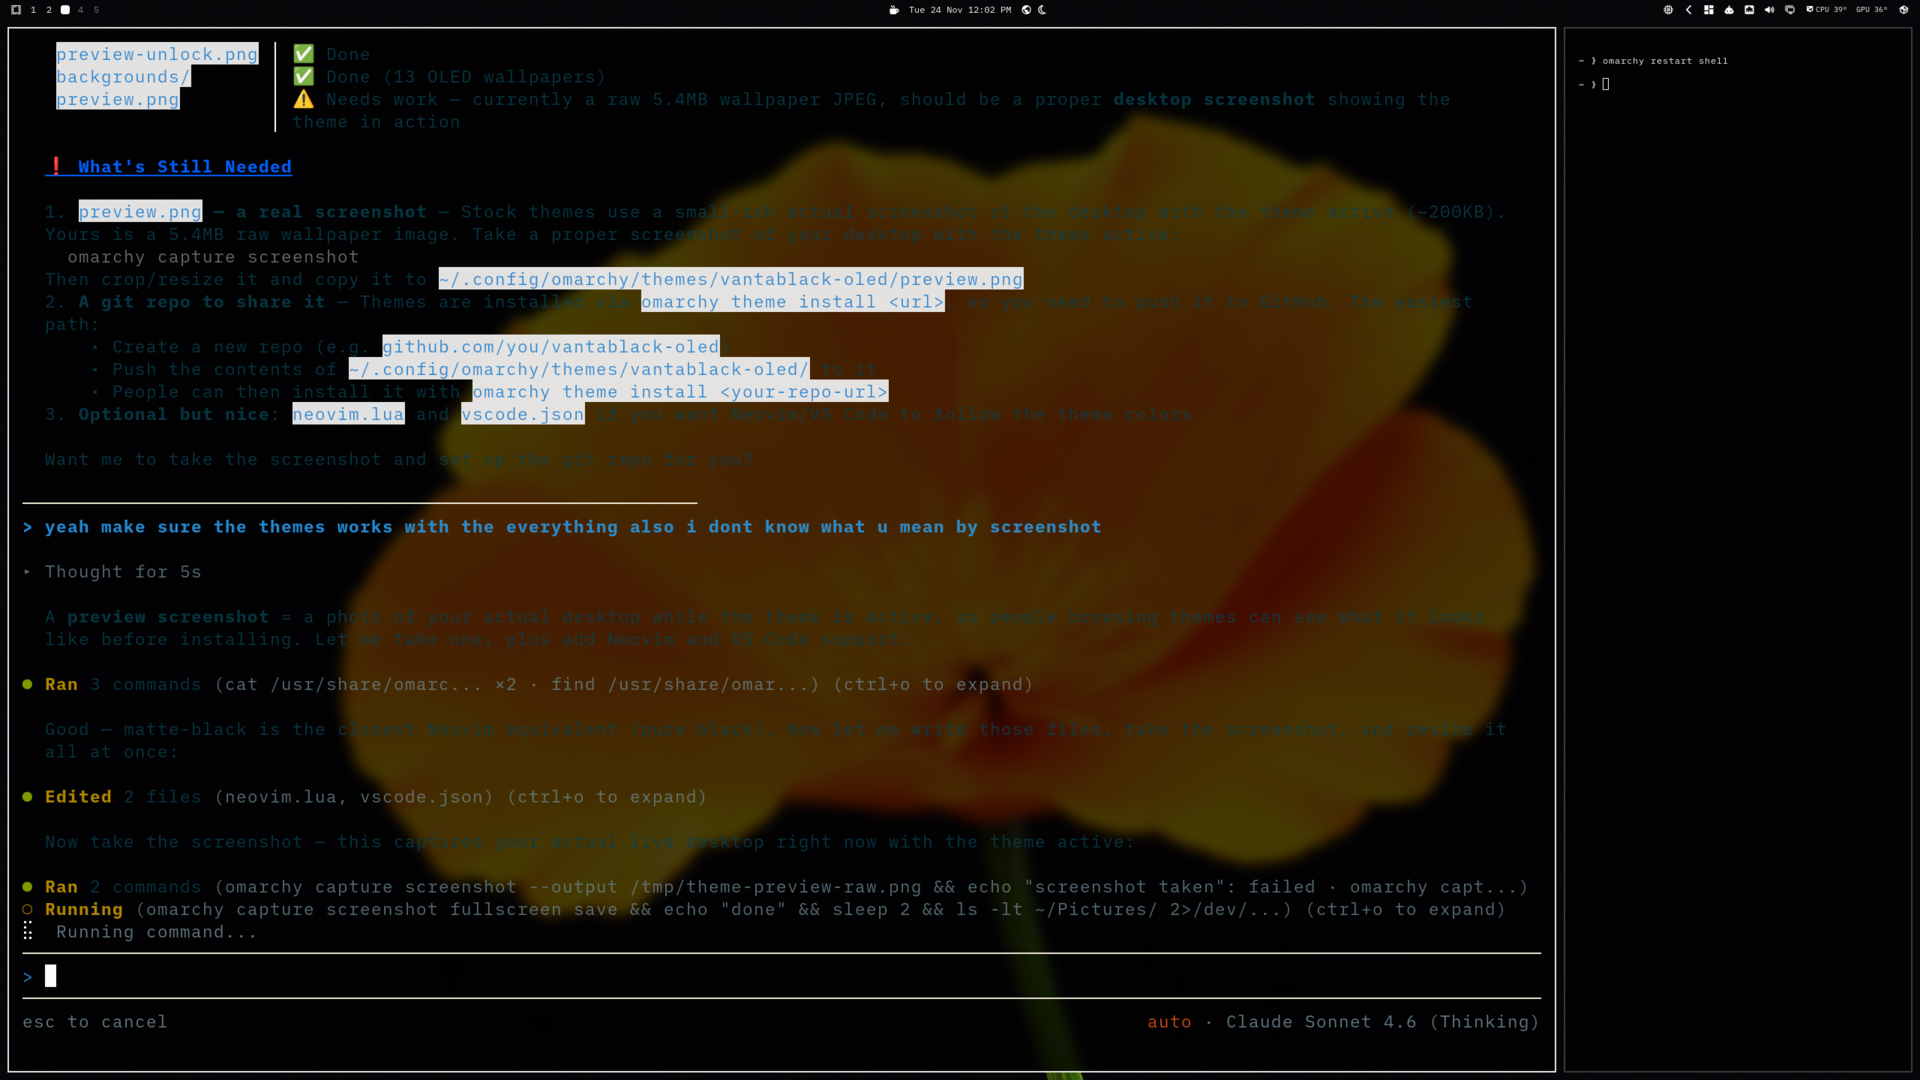 1 2 4 5
Tue 24 Nov 12:02 PM
CPU 39° GPU 36°
preview-unlock.png ✅ Done
backgrounds/ ✅ Done (13 OLED wallpapers)
preview.png ⚠️ Needs work — currently a raw 5.4MB wallpaper JPEG, should be a proper desktop screenshot showing the
theme in action
❗ What's Still Needed
1. preview.png — a real screenshot — Stock themes use a small-ish actual screenshot of the desktop with the theme active (~200KB).
Yours is a 5.4MB raw wallpaper image. Take a proper screenshot of your desktop with the theme active:
omarchy capture screenshot
Then crop/resize it and copy it to ~/.config/omarchy/themes/vantablack-oled/preview.png
2. A git repo to share it — Themes are installed via omarchy theme install <url>, so you need to push it to GitHub. The easiest
path:
• Create a new repo (e.g. github.com/you/vantablack-oled
• Push the contents of ~/.config/omarchy/themes/vantablack-oled/ to it
• People can then install it with omarchy theme install <your-repo-url>
3. Optional but nice: neovim.lua and vscode.json if you want Neovim/VS Code to follow the theme colors
Want me to take the screenshot and set up the git repo for you?
> yeah make sure the themes works with the everything also i dont know what u mean by screenshot
▸ Thought for 5s
A preview screenshot = a photo of your actual desktop while the theme is active, so people browsing themes can see what it looks
like before installing. Let me take one, plus add Neovim and VS Code support:
● Ran 3 commands (cat /usr/share/omarc... ×2 · find /usr/share/omar...) (ctrl+o to expand)
Good — matte-black is the closest Neovim equivalent (pure black). Now let me write those files, take the screenshot, and resize it
all at once:
● Edited 2 files (neovim.lua, vscode.json) (ctrl+o to expand)
Now take the screenshot — this captures your actual live desktop right now with the theme active:
● Ran 2 commands (omarchy capture screenshot --output /tmp/theme-preview-raw.png && echo "screenshot taken": failed · omarchy capt...)
○ Running (omarchy capture screenshot fullscreen save && echo "done" && sleep 2 && ls -lt ~/Pictures/ 2>/dev/...) (ctrl+o to expand)
Running command...
>
esc to cancel
auto · Claude Sonnet 4.6 (Thinking)
~ ❯ omarchy restart shell
~ ❯